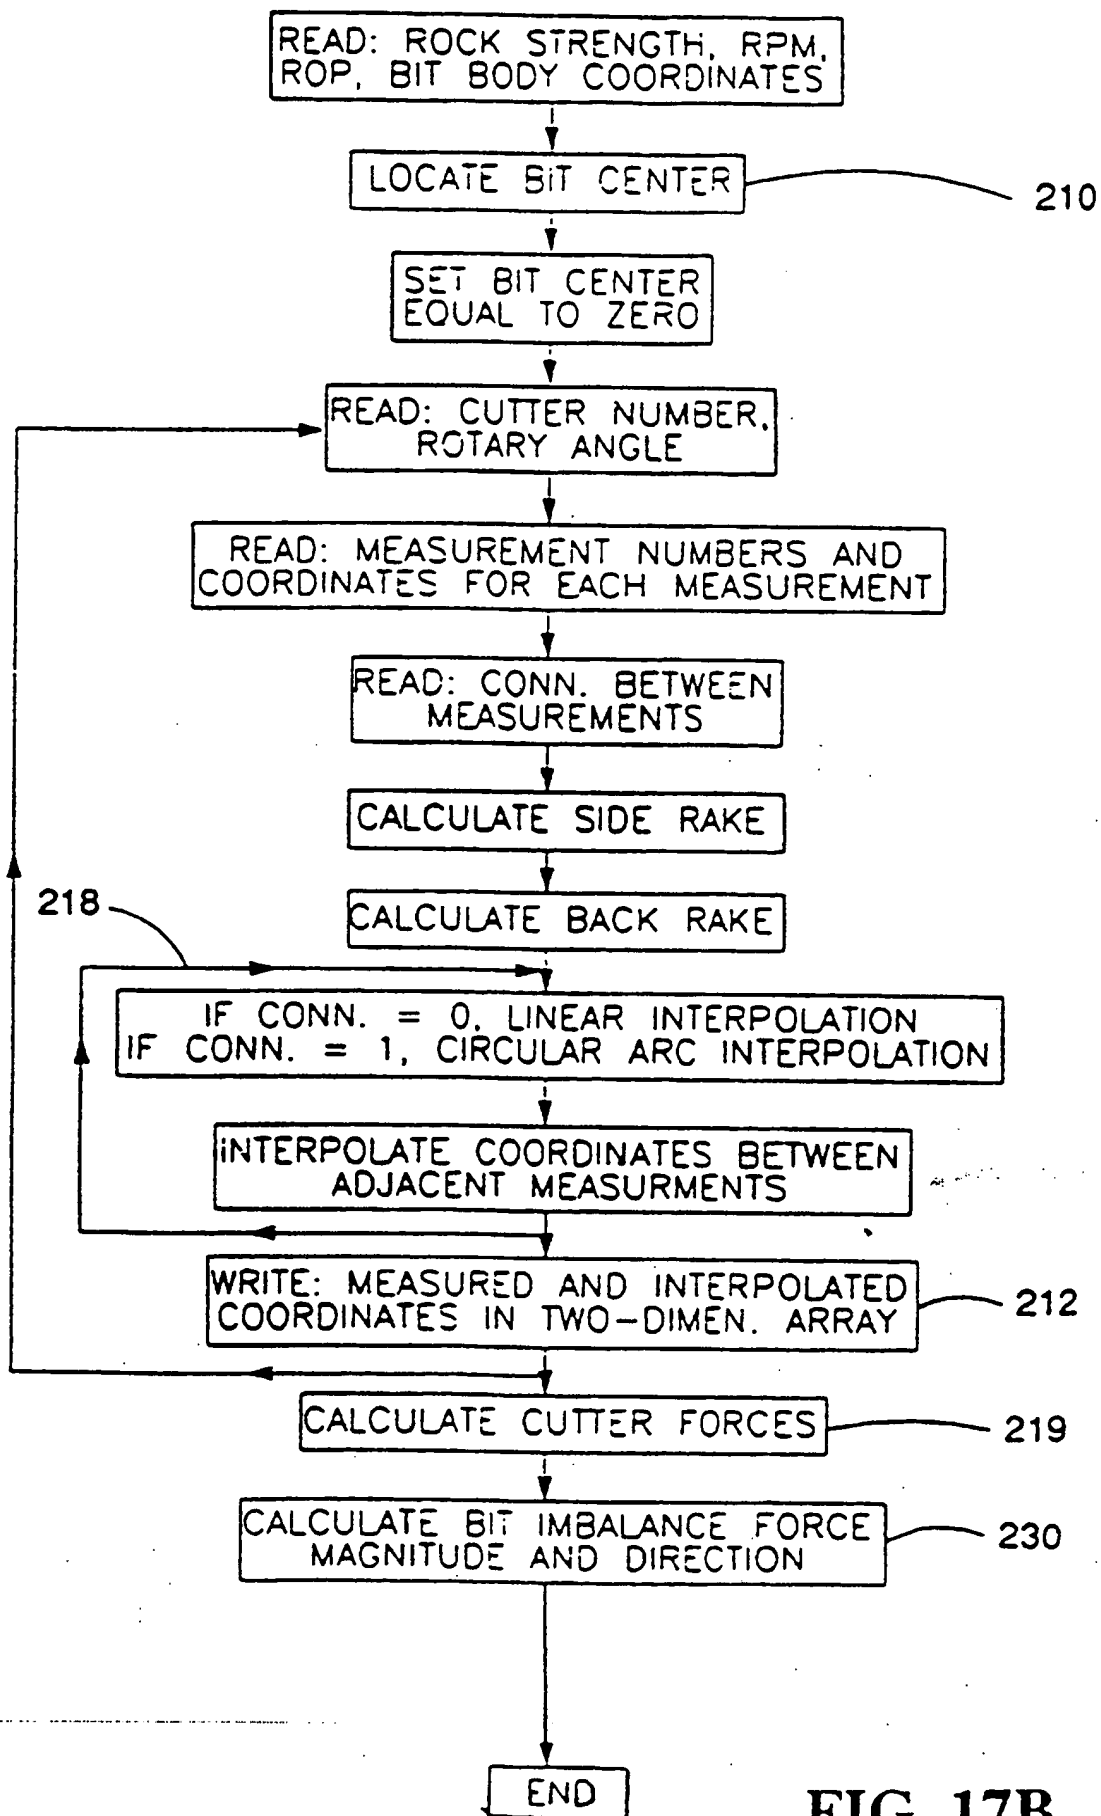 READ: ROCK STRENGTH, RPM,
ROP, BIT BODY COORDINATES
LOCATE BIT CENTER
210
SET BIT CENTER
EQUAL TO ZERO
READ: CUTTER NUMBER,
ROTARY ANGLE
READ: MEASUREMENT NUMBERS AND
COORDINATES FOR EACH MEASUREMENT
READ: CONN. BETWEEN
MEASUREMENTS
CALCULATE SIDE RAKE
218
CALCULATE BACK RAKE
IF CONN. = 0, LINEAR INTERPOLATION
IF CONN. = 1, CIRCULAR ARC INTERPOLATION
INTERPOLATE COORDINATES BETWEEN
ADJACENT MEASURMENTS
WRITE: MEASURED AND INTERPOLATED
COORDINATES IN TWO-DIMEN. ARRAY
212
CALCULATE CUTTER FORCES
219
CALCULATE BIT IMBALANCE FORCE
MAGNITUDE AND DIRECTION
230
END
FIG. 17B